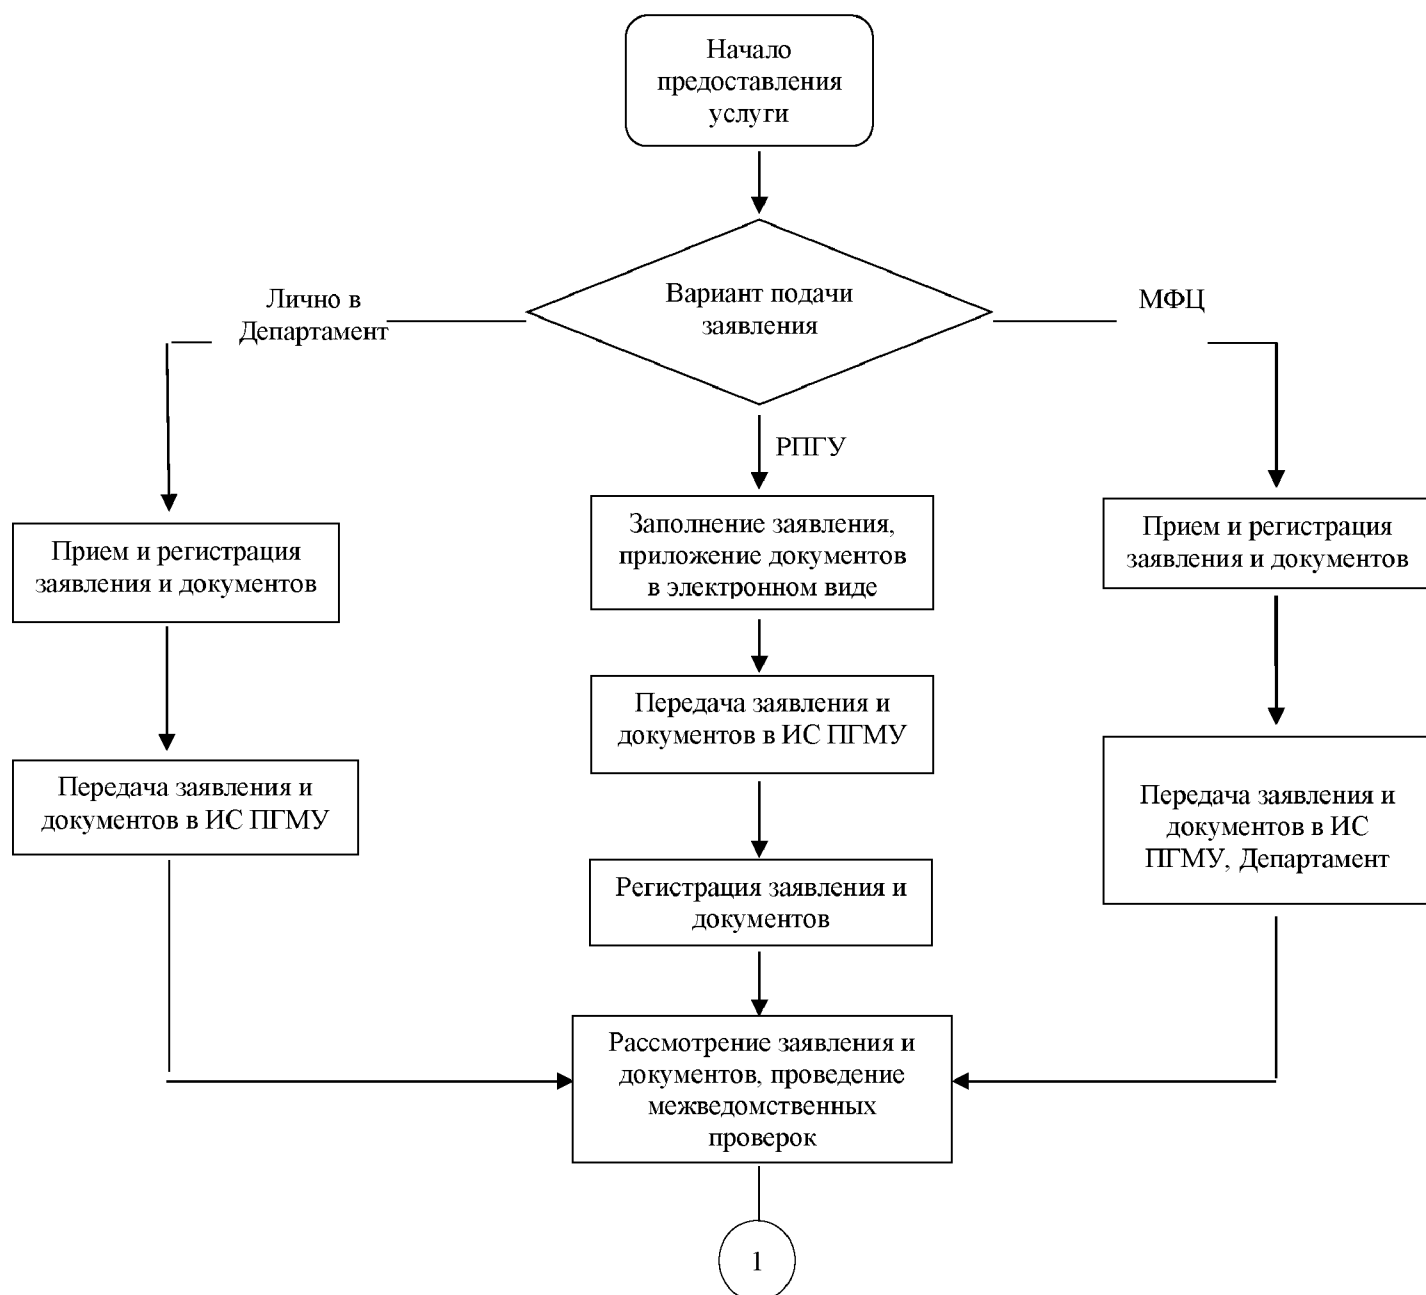 Начало
предоставления
услуги
Вариант подачи
заявления
Лично в
Департамент
МФЦ
РПГУ
Прием и регистрация
заявления и документов
Заполнение заявления,
приложение документов
в электронном виде
Прием и регистрация
заявления и документов
Передача заявления и
документов в ИС ПГМУ
Передача заявления и
документов в ИС ПГМУ
Передача заявления и
документов в ИС
ПГМУ, Департамент
Регистрация заявления и
документов
Рассмотрение заявления и
документов, проведение
межведомственных
проверок
1